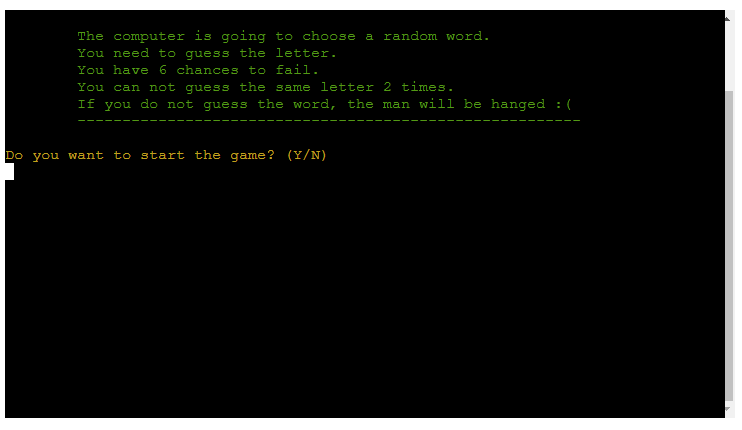 The computer is going to choose a random word.
You need to guess the letter.
You have 6 chances to fail.
You can not guess the same letter 2 times.
If you do not guess the word, the man will be hanged :(
--------------------------------------------------------
Do you want to start the game? (Y/N)